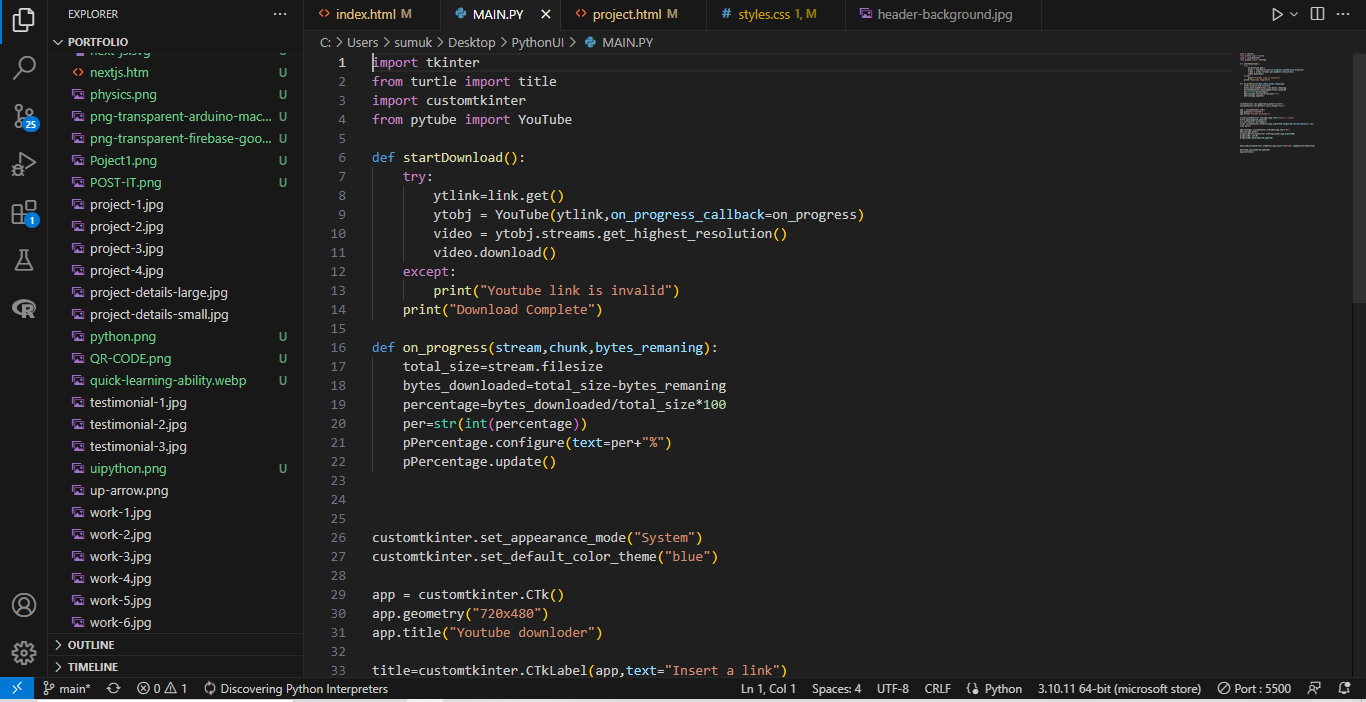 EXPLORER
index.html M
MAIN.PY
project.html M
styles.css 1, M
header-background.jpg
PORTFOLIO
C: > Users > sumuk > Desktop > PythonUI > MAIN.PY
nextjs.htm U
physics.png U
png-transparent-arduino-mac... U
png-transparent-firebase-goo... U
Poject1.png U
POST-IT.png U
project-1.jpg
project-2.jpg
project-3.jpg
project-4.jpg
project-details-large.jpg
project-details-small.jpg
python.png U
QR-CODE.png U
quick-learning-ability.webp U
testimonial-1.jpg
testimonial-2.jpg
testimonial-3.jpg
uipython.png U
up-arrow.png
work-1.jpg
work-2.jpg
work-3.jpg
work-4.jpg
work-5.jpg
work-6.jpg
OUTLINE
TIMELINE
25
1
1 import tkinter
2 from turtle import title
3 import customtkinter
4 from pytube import YouTube
5
6 def startDownload():
7 try:
8 ytlink=link.get()
9 ytobj = YouTube(ytlink,on_progress_callback=on_progress)
10 video = ytobj.streams.get_highest_resolution()
11 video.download()
12 except:
13 print("Youtube link is invalid")
14 print("Download Complete")
15
16 def on_progress(stream,chunk,bytes_remaning):
17 total_size=stream.filesize
18 bytes_downloaded=total_size-bytes_remaning
19 percentage=bytes_downloaded/total_size*100
20 per=str(int(percentage))
21 pPercentage.configure(text=per+"%")
22 pPercentage.update()
23
24
25
26 customtkinter.set_appearance_mode("System")
27 customtkinter.set_default_color_theme("blue")
28
29 app = customtkinter.CTk()
30 app.geometry("720x480")
31 app.title("Youtube downloder")
32
33 title=customtkinter.CTkLabel(app,text="Insert a link")
main*
0 1
Discovering Python Interpreters
Ln 1, Col 1
Spaces: 4
UTF-8
CRLF
Python
3.10.11 64-bit (microsoft store)
Port : 5500